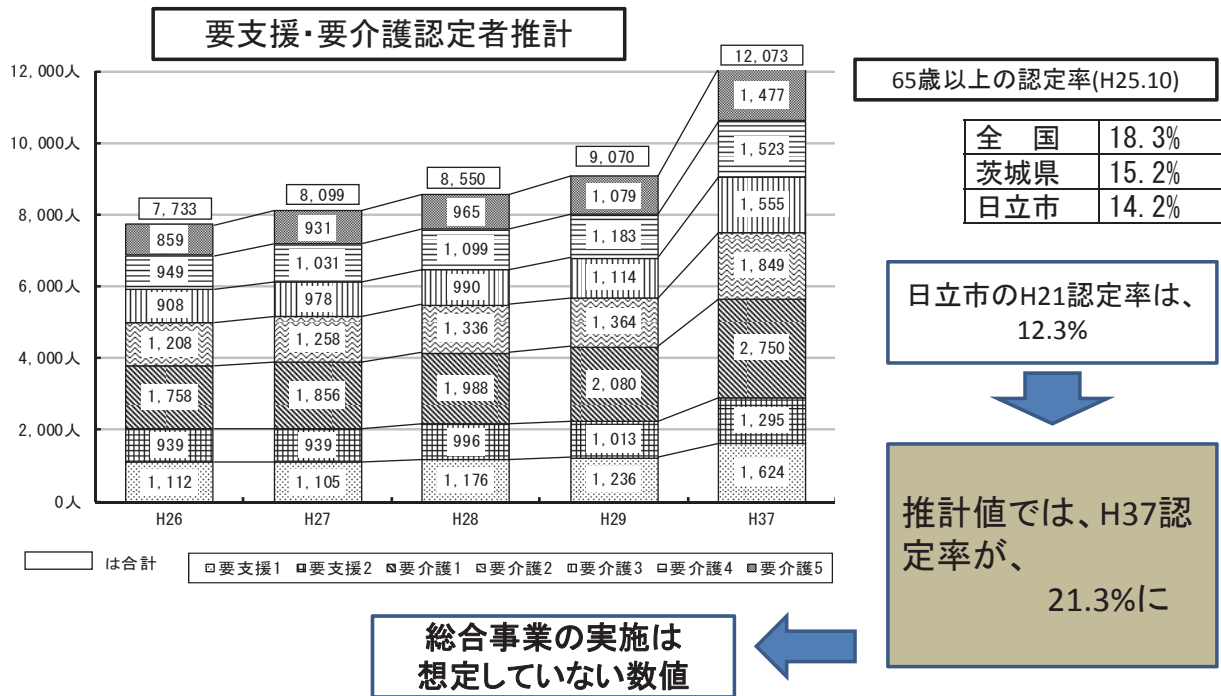 要支援・要介護認定者推計
12,000人
10,000人
8,000人
6,000人
4,000人
2,000人
0人
7,733
859
949
908
1,208
1,758
939
1,112
8,099
931
1,031
978
1,258
1,856
939
1,105
8,550
965
1,099
990
1,336
1,988
996
1,176
9,070
1,079
1,183
1,114
1,364
2,080
1,013
1,236
12,073
1,477
1,523
1,555
1,849
2,750
1,295
1,624
H26 H27 H28 H29 H37
は合計
要支援1 要支援2 要介護1 要介護2 要介護3 要介護4 要介護5
65歳以上の認定率(H25.10)
全 国 18.3%
茨城県 15.2%
日立市 14.2%
日立市のH21認定率は、
12.3%
推計値では、H37認
定率が、
21.3%に
総合事業の実施は
想定していない数値